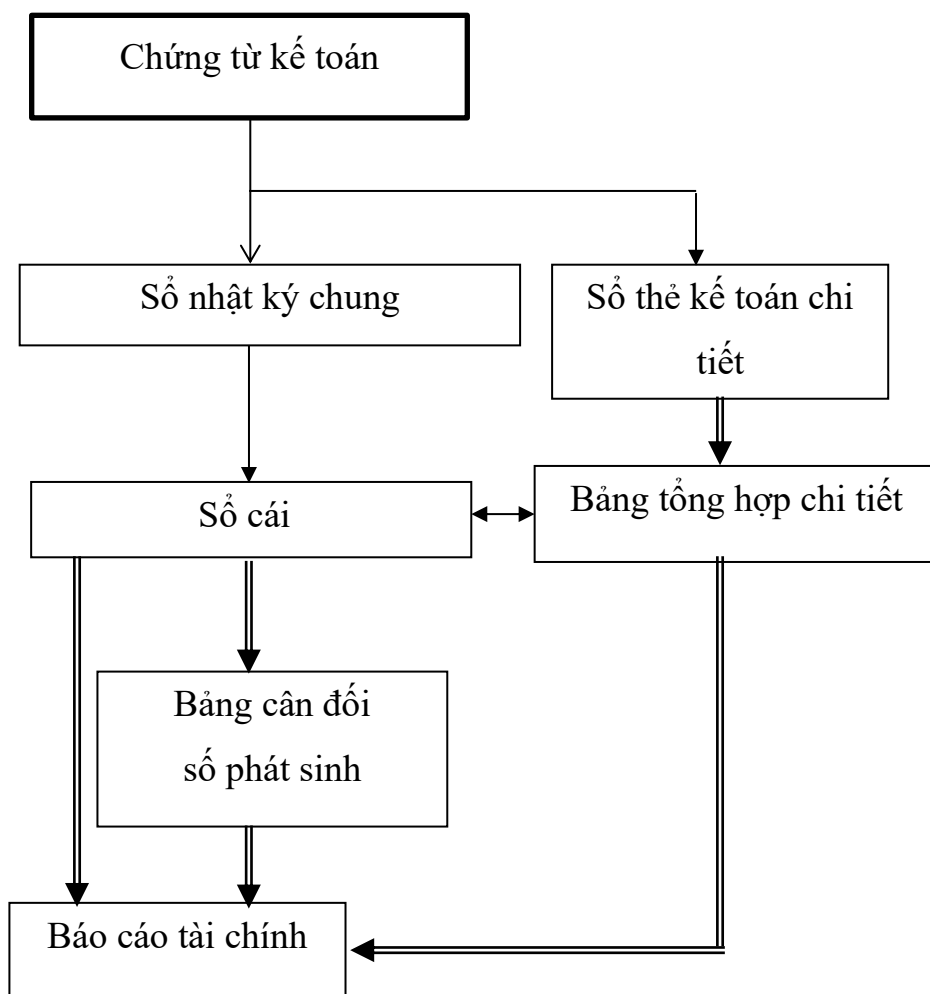 Chứng từ kế toán
Sổ nhật ký chung
Sổ thẻ kế toán chi
tiết
Sổ cái
Bảng tổng hợp chi tiết
Bảng cân đối
số phát sinh
Báo cáo tài chính